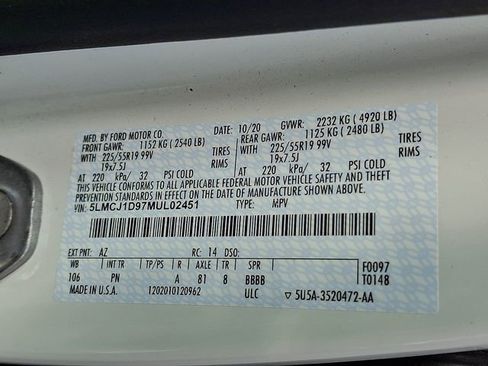 MFD. BY FORD MOTOR CO. DATE: 10/20 GVWR: 2232 KG ( 4920 LB)
FRONT GAWR: 1152 KG ( 2540 LB) REAR GAWR: 1125 KG ( 2480 LB)
WITH 225/55R19 99V TIRES WITH 225/55R19 99V TIRES
19x7.5J RIMS 19x7.5J RIMS
AT 220 kPa/ 32 PSI COLD AT 220 kPa/ 32 PSI COLD
THIS VEHICLE CONFORMS TO ALL APPLICABLE FEDERAL MOTOR VEHICLE SAFETY AND THEFT
PREVENTION STANDARDS IN EFFECT ON THE DATE OF MANUFACTURE SHOWN ABOVE.
VIN: 5LMCJ1D97MUL02451 TYPE: MPV
EXT PNT: AZ RC: 14 DSO: F0097
WB INT TR TP/PS R AXLE TR SPR T0148
106 PN A 81 8 BBBB
MADE IN U.S.A. 1202010120962 ULC 5U5A-3520472-AA